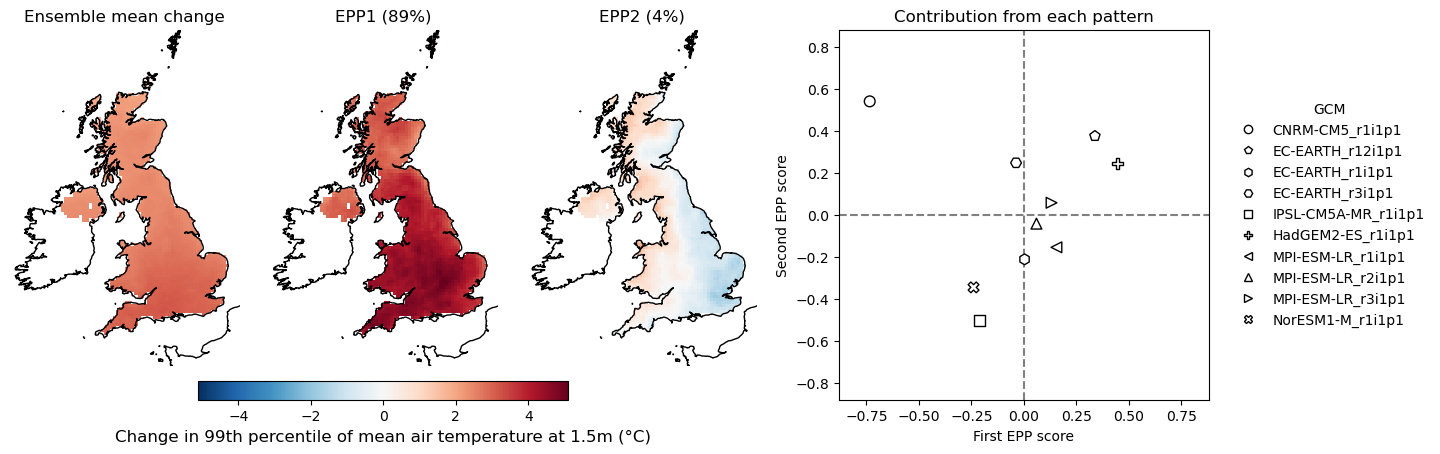 Ensemble mean change
EPP1 (89%)
EPP2 (4%)
Contribution from each pattern
−4
−2
0
2
4
Change in 99th percentile of mean air temperature at 1.5m (°C)
Second EPP score
0.8
0.6
0.4
0.2
0.0
−0.2
−0.4
−0.6
−0.8
−0.75
−0.50
−0.25
0.00
0.25
0.50
0.75
First EPP score
GCM
CNRM-CM5_r1i1p1
EC-EARTH_r12i1p1
EC-EARTH_r1i1p1
EC-EARTH_r3i1p1
IPSL-CM5A-MR_r1i1p1
HadGEM2-ES_r1i1p1
MPI-ESM-LR_r1i1p1
MPI-ESM-LR_r2i1p1
MPI-ESM-LR_r3i1p1
NorESM1-M_r1i1p1